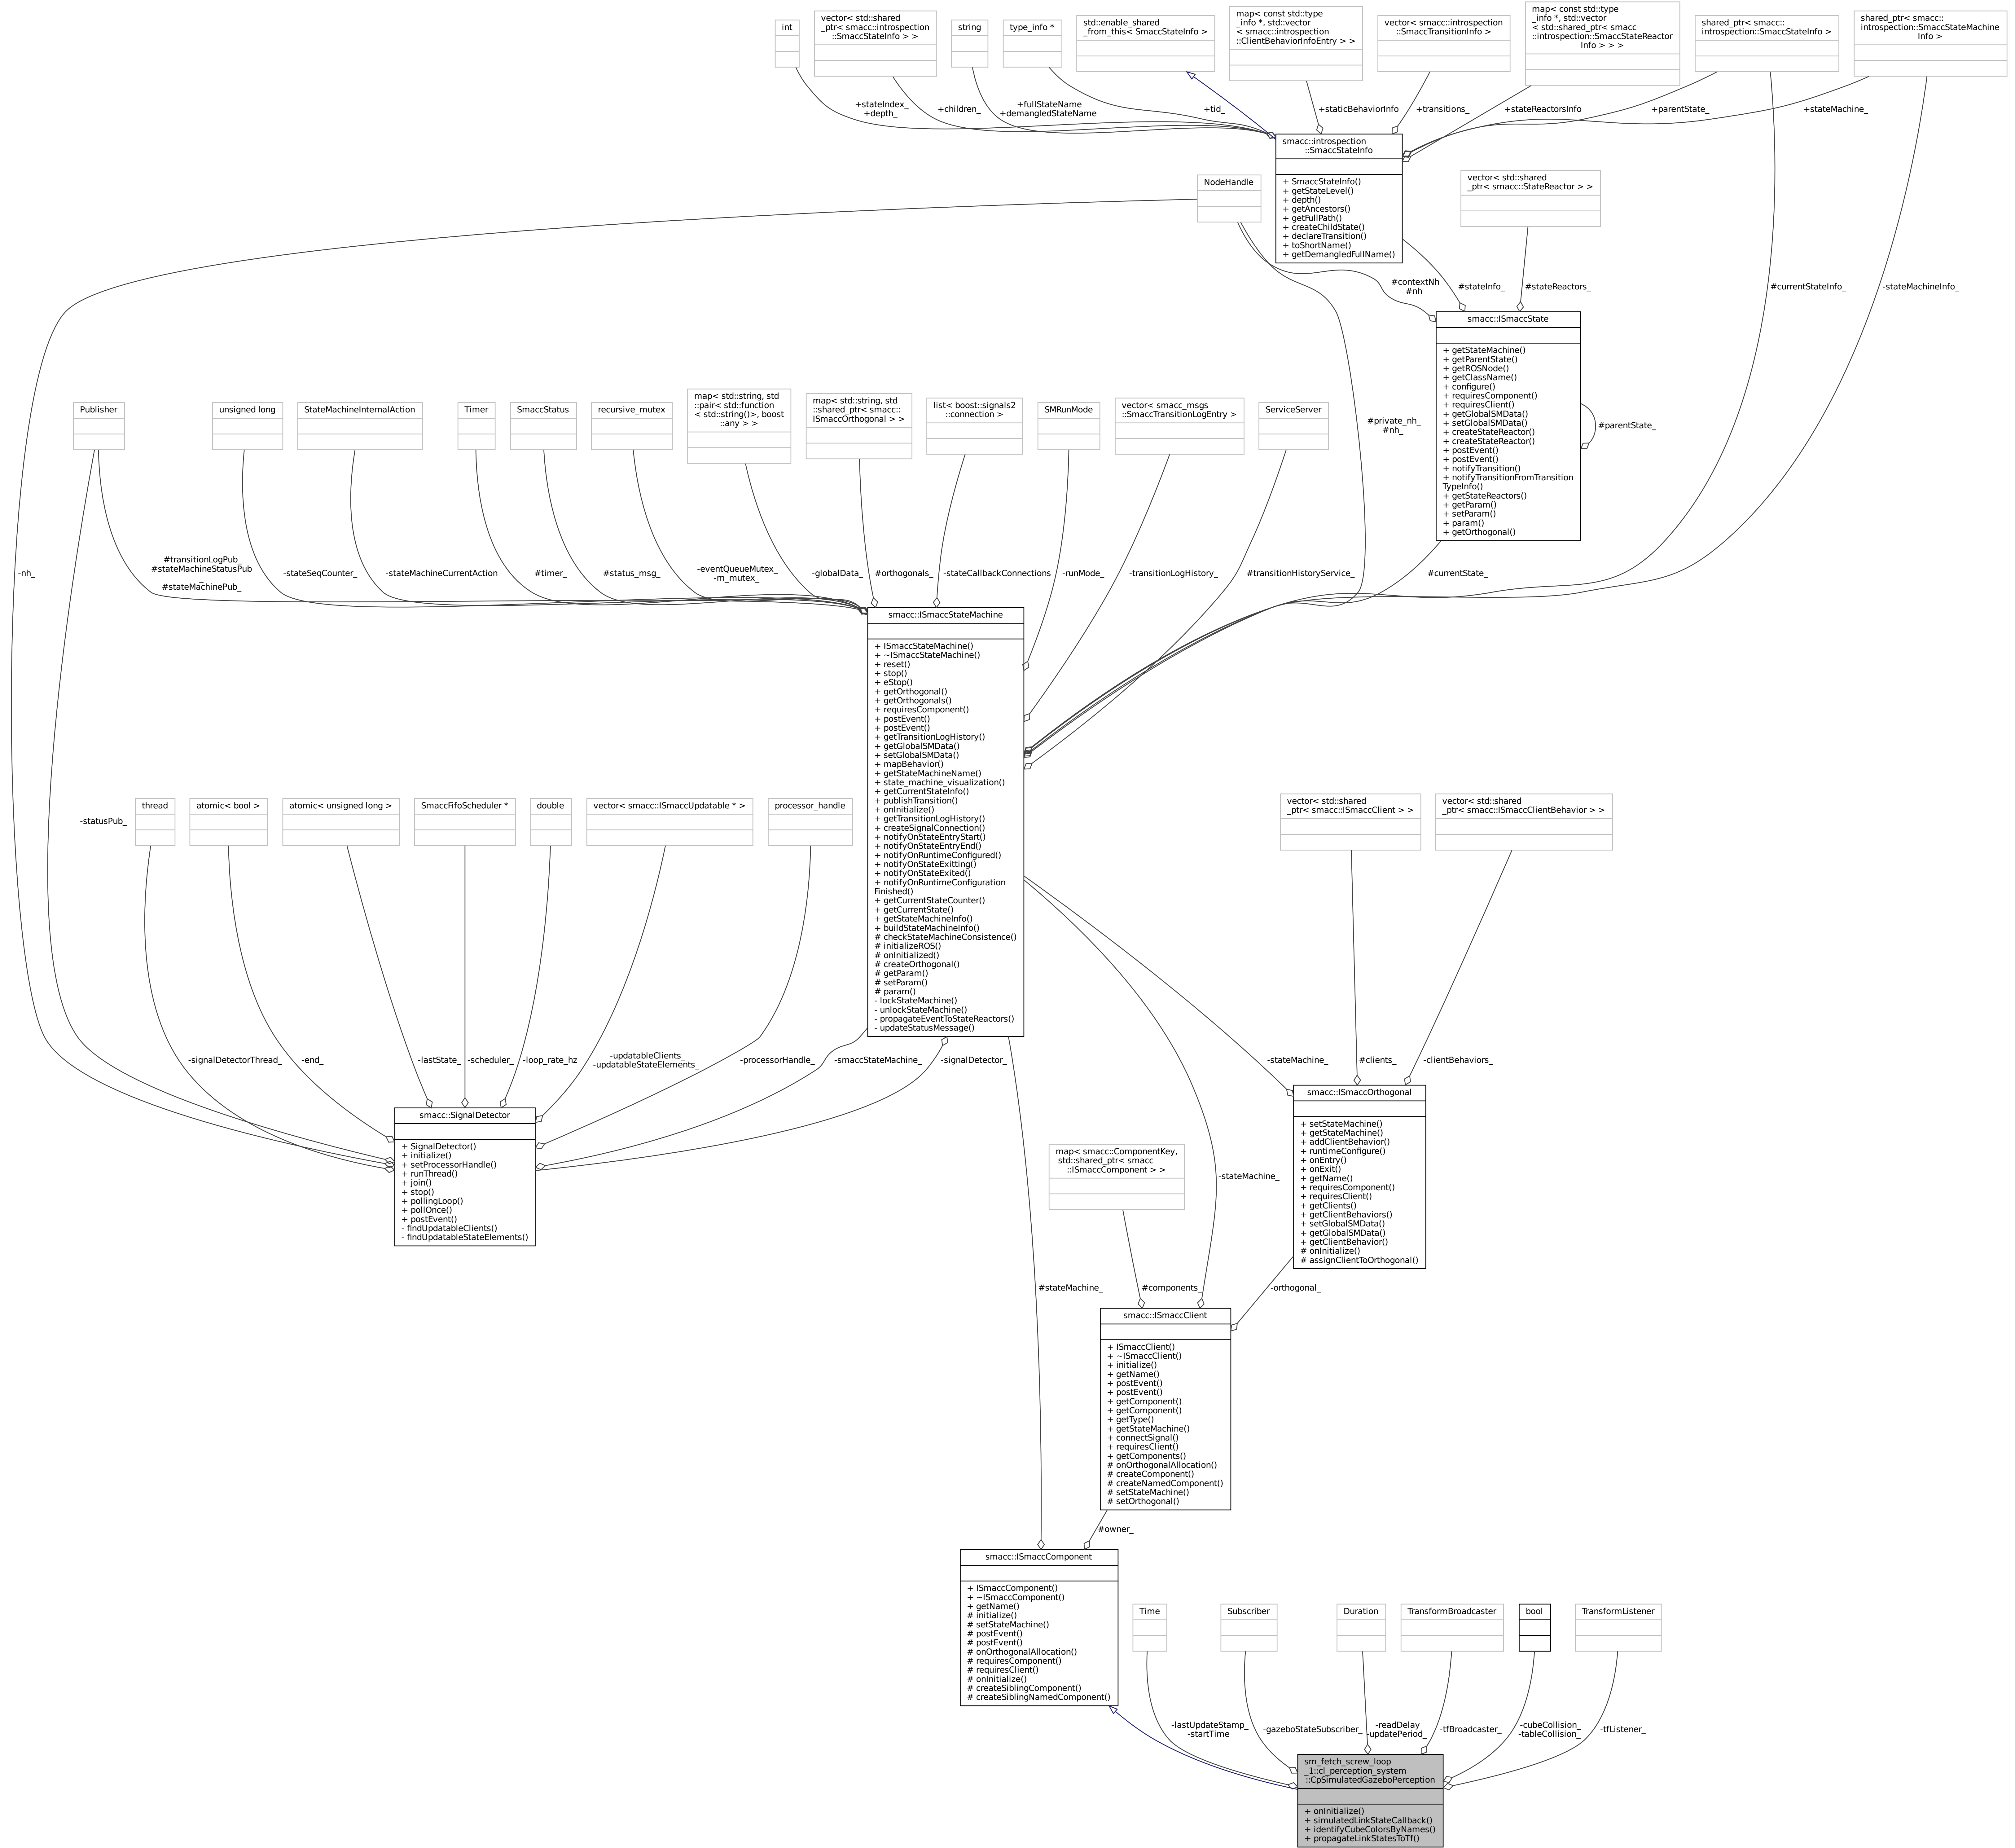 int
vector< std::shared
_ptr< smacc::introspection
::SmaccStateInfo > >
string
type_info *
std::enable_shared
_from_this< SmaccStateInfo >
map< const std::type
_info *, std::vector
< smacc::introspection
::ClientBehaviorInfoEntry > >
vector< smacc::introspection
::SmaccTransitionInfo >
map< const std::type
_info *, std::vector
< std::shared_ptr< smacc
::introspection::SmaccStateReactor
Info > > >
shared_ptr< smacc::
introspection::SmaccStateInfo >
shared_ptr< smacc::
introspection::SmaccStateMachine
Info >
+stateIndex_
+depth_
+children_
+fullStateName
+demangledStateName
+tid_
+staticBehaviorInfo
+transitions_
+stateReactorsInfo
+parentState_
+stateMachine_
smacc::introspection
::SmaccStateInfo
+ SmaccStateInfo()
+ getStateLevel()
+ depth()
+ getAncestors()
+ getFullPath()
+ createChildState()
+ declareTransition()
+ toShortName()
+ getDemangledFullName()
NodeHandle
vector< std::shared
_ptr< smacc::StateReactor > >
#contextNh
#nh
#stateInfo_
#stateReactors_
#currentStateInfo_
-stateMachineInfo_
smacc::ISmaccState
+ getStateMachine()
+ getParentState()
+ getROSNode()
+ getClassName()
+ configure()
+ requiresComponent()
+ requiresClient()
+ getGlobalSMData()
+ setGlobalSMData()
+ createStateReactor()
+ createStateReactor()
+ postEvent()
+ postEvent()
+ notifyTransition()
+ notifyTransitionFromTransition
TypeInfo()
+ getStateReactors()
+ getParam()
+ setParam()
+ param()
+ getOrthogonal()
#parentState_
Publisher
unsigned long
StateMachineInternalAction
Timer
SmaccStatus
recursive_mutex
map< std::string, std
::pair< std::function
< std::string()>, boost
::any > >
map< std::string, std
::shared_ptr< smacc::
ISmaccOrthogonal > >
list< boost::signals2
::connection >
SMRunMode
vector< smacc_msgs
::SmaccTransitionLogEntry >
ServiceServer
#private_nh_
#nh_
-nh_
#transitionLogPub_
#stateMachineStatusPub
_
#stateMachinePub_
-stateSeqCounter_
-stateMachineCurrentAction
#timer_
#status_msg_
-eventQueueMutex_
-m_mutex_
-globalData_
#orthogonals_
-stateCallbackConnections
-runMode_
-transitionLogHistory_
#transitionHistoryService_
#currentState_
smacc::ISmaccStateMachine
+ ISmaccStateMachine()
+ ~ISmaccStateMachine()
+ reset()
+ stop()
+ eStop()
+ getOrthogonal()
+ getOrthogonals()
+ requiresComponent()
+ postEvent()
+ postEvent()
+ getTransitionLogHistory()
+ getGlobalSMData()
+ setGlobalSMData()
+ mapBehavior()
+ getStateMachineName()
+ state_machine_visualization()
+ getCurrentStateInfo()
+ publishTransition()
+ onInitialize()
+ getTransitionLogHistory()
+ createSignalConnection()
+ notifyOnStateEntryStart()
+ notifyOnStateEntryEnd()
+ notifyOnRuntimeConfigured()
+ notifyOnStateExitting()
+ notifyOnStateExited()
+ notifyOnRuntimeConfiguration
Finished()
+ getCurrentStateCounter()
+ getCurrentState()
+ getStateMachineInfo()
+ buildStateMachineInfo()
# checkStateMachineConsistence()
# initializeROS()
# onInitialized()
# createOrthogonal()
# getParam()
# setParam()
# param()
- lockStateMachine()
- unlockStateMachine()
- propagateEventToStateReactors()
- updateStatusMessage()
-statusPub_
thread
atomic< bool >
atomic< unsigned long >
SmaccFifoScheduler *
double
vector< smacc::ISmaccUpdatable * >
processor_handle
vector< std::shared
_ptr< smacc::ISmaccClient > >
vector< std::shared
_ptr< smacc::ISmaccClientBehavior > >
-signalDetectorThread_
-end_
-lastState_
-scheduler_
-loop_rate_hz
-updatableClients_
-updatableStateElements_
-processorHandle_
-smaccStateMachine_
-signalDetector_
-stateMachine_
#clients_
-clientBehaviors_
smacc::SignalDetector
+ SignalDetector()
+ initialize()
+ setProcessorHandle()
+ runThread()
+ join()
+ stop()
+ pollingLoop()
+ pollOnce()
+ postEvent()
- findUpdatableClients()
- findUpdatableStateElements()
smacc::ISmaccOrthogonal
+ setStateMachine()
+ getStateMachine()
+ addClientBehavior()
+ runtimeConfigure()
+ onEntry()
+ onExit()
+ getName()
+ requiresComponent()
+ requiresClient()
+ getClients()
+ getClientBehaviors()
+ setGlobalSMData()
+ getGlobalSMData()
+ getClientBehavior()
# onInitialize()
# assignClientToOrthogonal()
map< smacc::ComponentKey,
std::shared_ptr< smacc
::ISmaccComponent > >
-stateMachine_
#stateMachine_
#components_
-orthogonal_
smacc::ISmaccClient
+ ISmaccClient()
+ ~ISmaccClient()
+ initialize()
+ getName()
+ postEvent()
+ postEvent()
+ getComponent()
+ getComponent()
+ getType()
+ getStateMachine()
+ connectSignal()
+ requiresClient()
+ getComponents()
# onOrthogonalAllocation()
# createComponent()
# createNamedComponent()
# setStateMachine()
# setOrthogonal()
#owner_
smacc::ISmaccComponent
+ ISmaccComponent()
+ ~ISmaccComponent()
+ getName()
# initialize()
# setStateMachine()
# postEvent()
# postEvent()
# onOrthogonalAllocation()
# requiresComponent()
# requiresClient()
# onInitialize()
# createSiblingComponent()
# createSiblingNamedComponent()
Time
Subscriber
Duration
TransformBroadcaster
bool
TransformListener
-lastUpdateStamp_
-startTime
-gazeboStateSubscriber_
-readDelay
-updatePeriod_
-tfBroadcaster_
-cubeCollision_
-tableCollision_
-tfListener_
sm_fetch_screw_loop
_1::cl_perception_system
::CpSimulatedGazeboPerception
+ onInitialize()
+ simulatedLinkStateCallback()
+ identifyCubeColorsByNames()
+ propagateLinkStatesToTf()